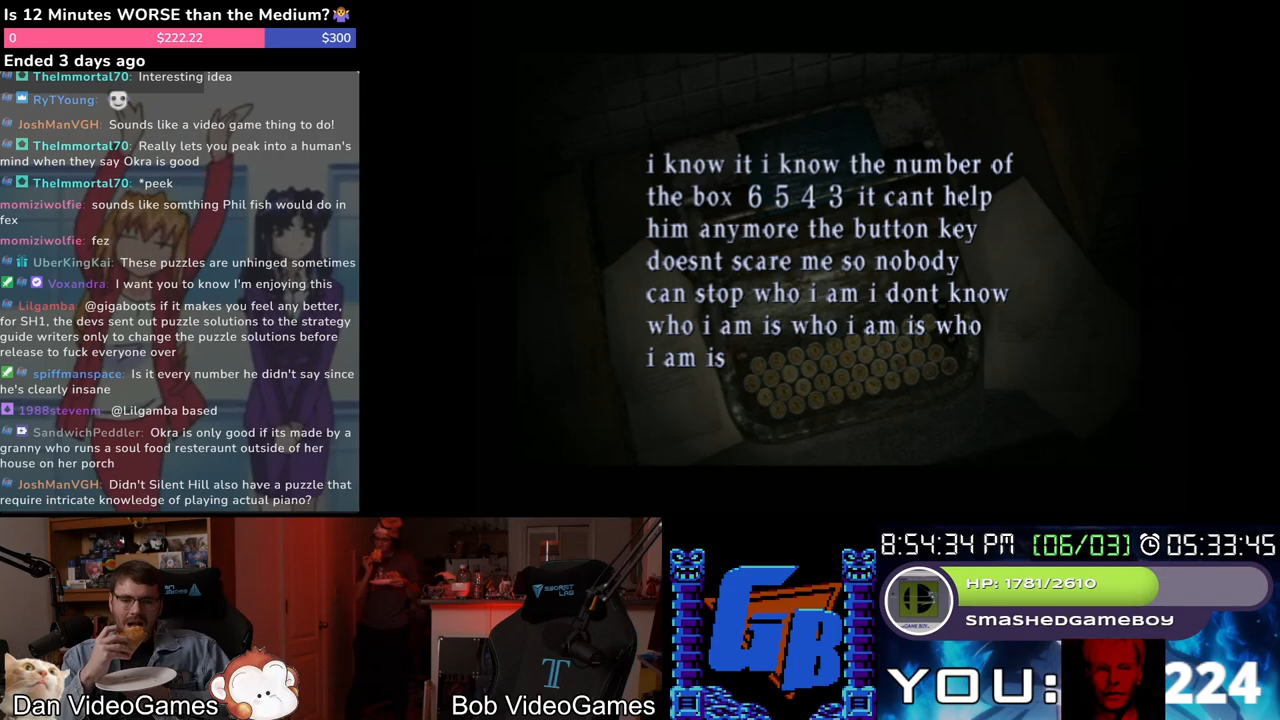 Is 12 Minutes WORSE than the Medium?🤷‍♀️
0 $222.22 $300
Ended 3 days ago
TheImmortal70: Interesting idea
RyTYoung:
JoshManVGH: Sounds like a video game thing to do!
TheImmortal70: Really lets you peak into a human's
mind when they say Okra is good
TheImmortal70: *peek
momiziwolfie: sounds like somthing Phil fish would do in
fex
momiziwolfie: fez
UberKingKai: These puzzles are unhinged sometimes
Voxandra: I want you to know I'm enjoying this
Lilgamba: @gigaboots if it makes you feel any better,
for SH1, the devs sent out puzzle solutions to the strategy
guide writers only to change the puzzle solutions before
release to fuck everyone over
spiffmanspace: Is it every number he didn't say since
he's clearly insane
1988stevenm: @Lilgamba based
SandwichPeddler: Okra is only good if its made by a
granny who runs a soul food resteraunt outside of her
house on her porch
JoshManVGH: Didn't Silent Hill also have a puzzle that
require intricate knowledge of playing actual piano?
i know it i know the number of
the box 6 5 4 3 it cant help
him anymore the button key
doesnt scare me so nobody
can stop who i am i dont know
who i am is who i am is who
i am is
SECRET
LAB
Dan VideoGames
Bob VideoGames
GB
8:54:34 PM [06/03] 05:33:45
HP: 1781/2610
SmaSHeDGameBOY
YOU: 224